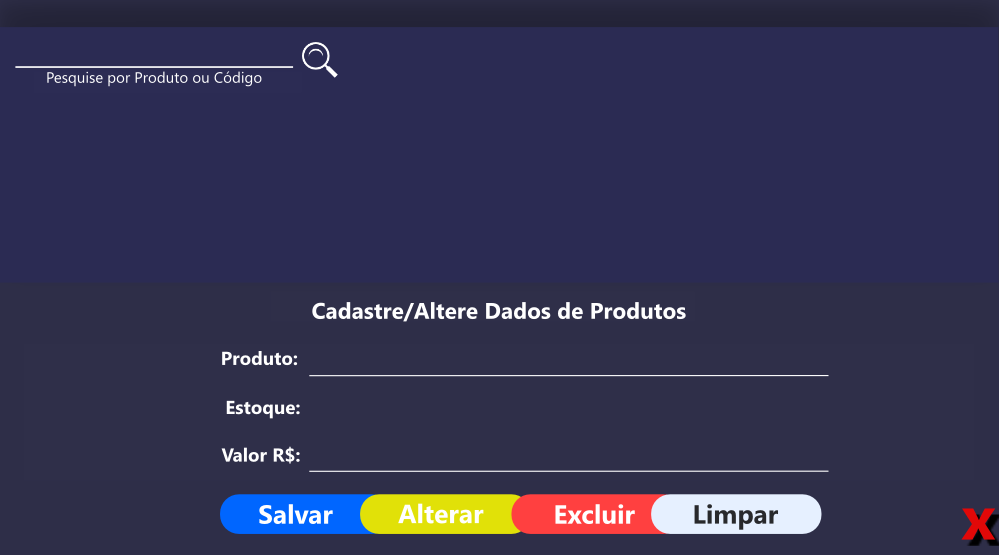 Pesquise por Produto ou Código
Cadastre/Altere Dados de Produtos
Produto:
Estoque:
Valor R$:
Salvar Alterar Excluir Limpar
X